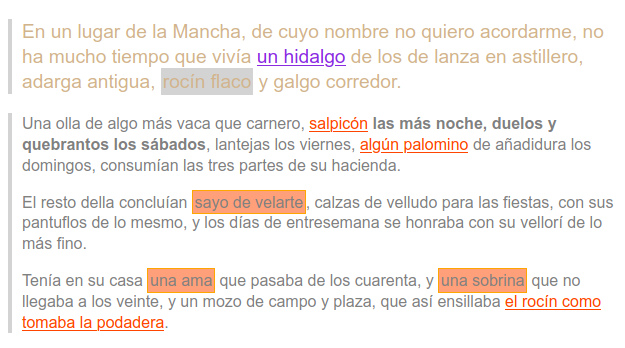 En un lugar de la Mancha, de cuyo nombre no quiero acordarme, no
ha mucho tiempo que vivía un hidalgo de los de lanza en astillero,
adarga antigua, rocín flaco y galgo corredor.
Una olla de algo más vaca que carnero, salpicón las más noche, duelos y
quebrantos los sábados, lantejas los viernes, algún palomino de añadidura los
domingos, consumían las tres partes de su hacienda.
El resto della concluían sayo de velarte, calzas de velludo para las fiestas, con sus
pantuflos de lo mesmo, y los días de entresemana se honraba con su vellorí de lo
más fino.
Tenía en su casa una ama que pasaba de los cuarenta, y una sobrina que no
llegaba a los veinte, y un mozo de campo y plaza, que así ensillaba el rocín como
tomaba la podadera.